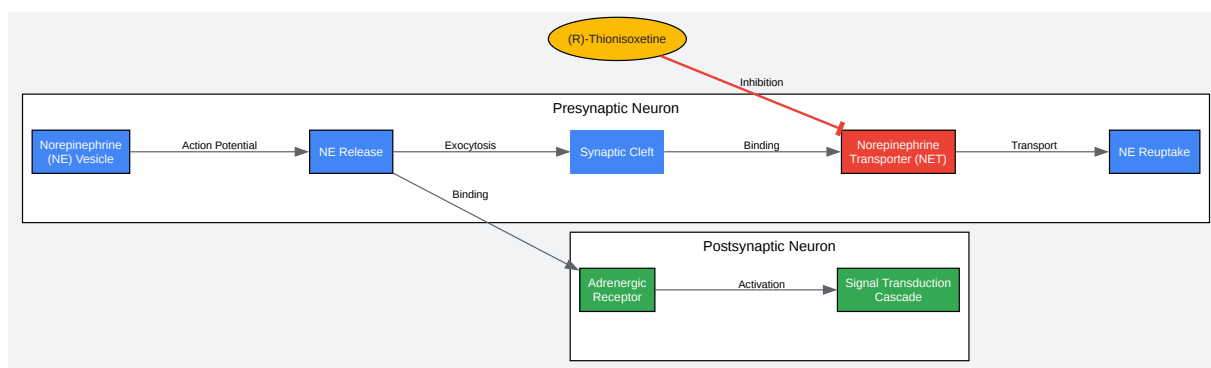 (R)-Thionisoxetine
Inhibition
Presynaptic Neuron
Norepinephrine
(NE) Vesicle
Action Potential
NE Release
Exocytosis
Synaptic Cleft
Binding
Norepinephrine
Transporter (NET)
Transport
NE Reuptake
Binding
Postsynaptic Neuron
Adrenergic
Receptor
Activation
Signal Transduction
Cascade